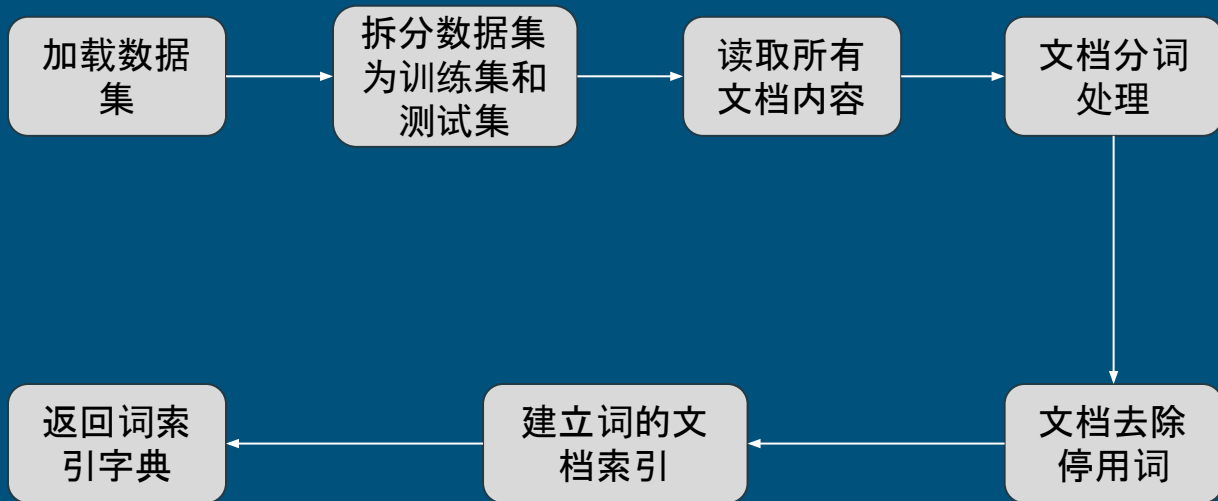 加载数据
集
拆分数据集
为训练集和
测试集
读取所有
文档内容
文档分词
处理
文档去除
停用词
建立词的文
档索引
返回词索
引字典